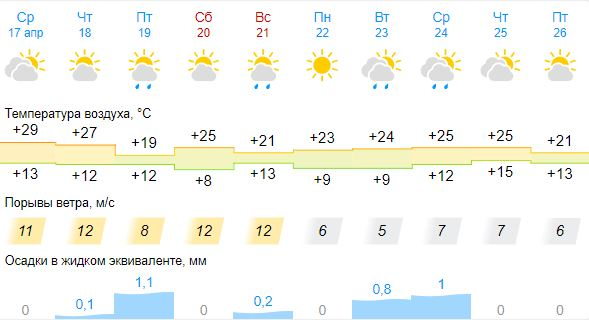 Ср Чт Пт Сб Вс Пн Вт Ср Чт Пт
17 апр 18 19 20 21 22 23 24 25 26
Температура воздуха, °C
+29 +27 +19 +25 +21 +23 +24 +25 +25 +21
+13 +12 +12 +8 +13 +9 +9 +12 +15 +13
Порывы ветра, м/с
11 12 8 12 12 6 5 7 7 6
Осадки в жидком эквиваленте, мм
0 0,1 1,1 0 0,2 0 0,8 1 0 0